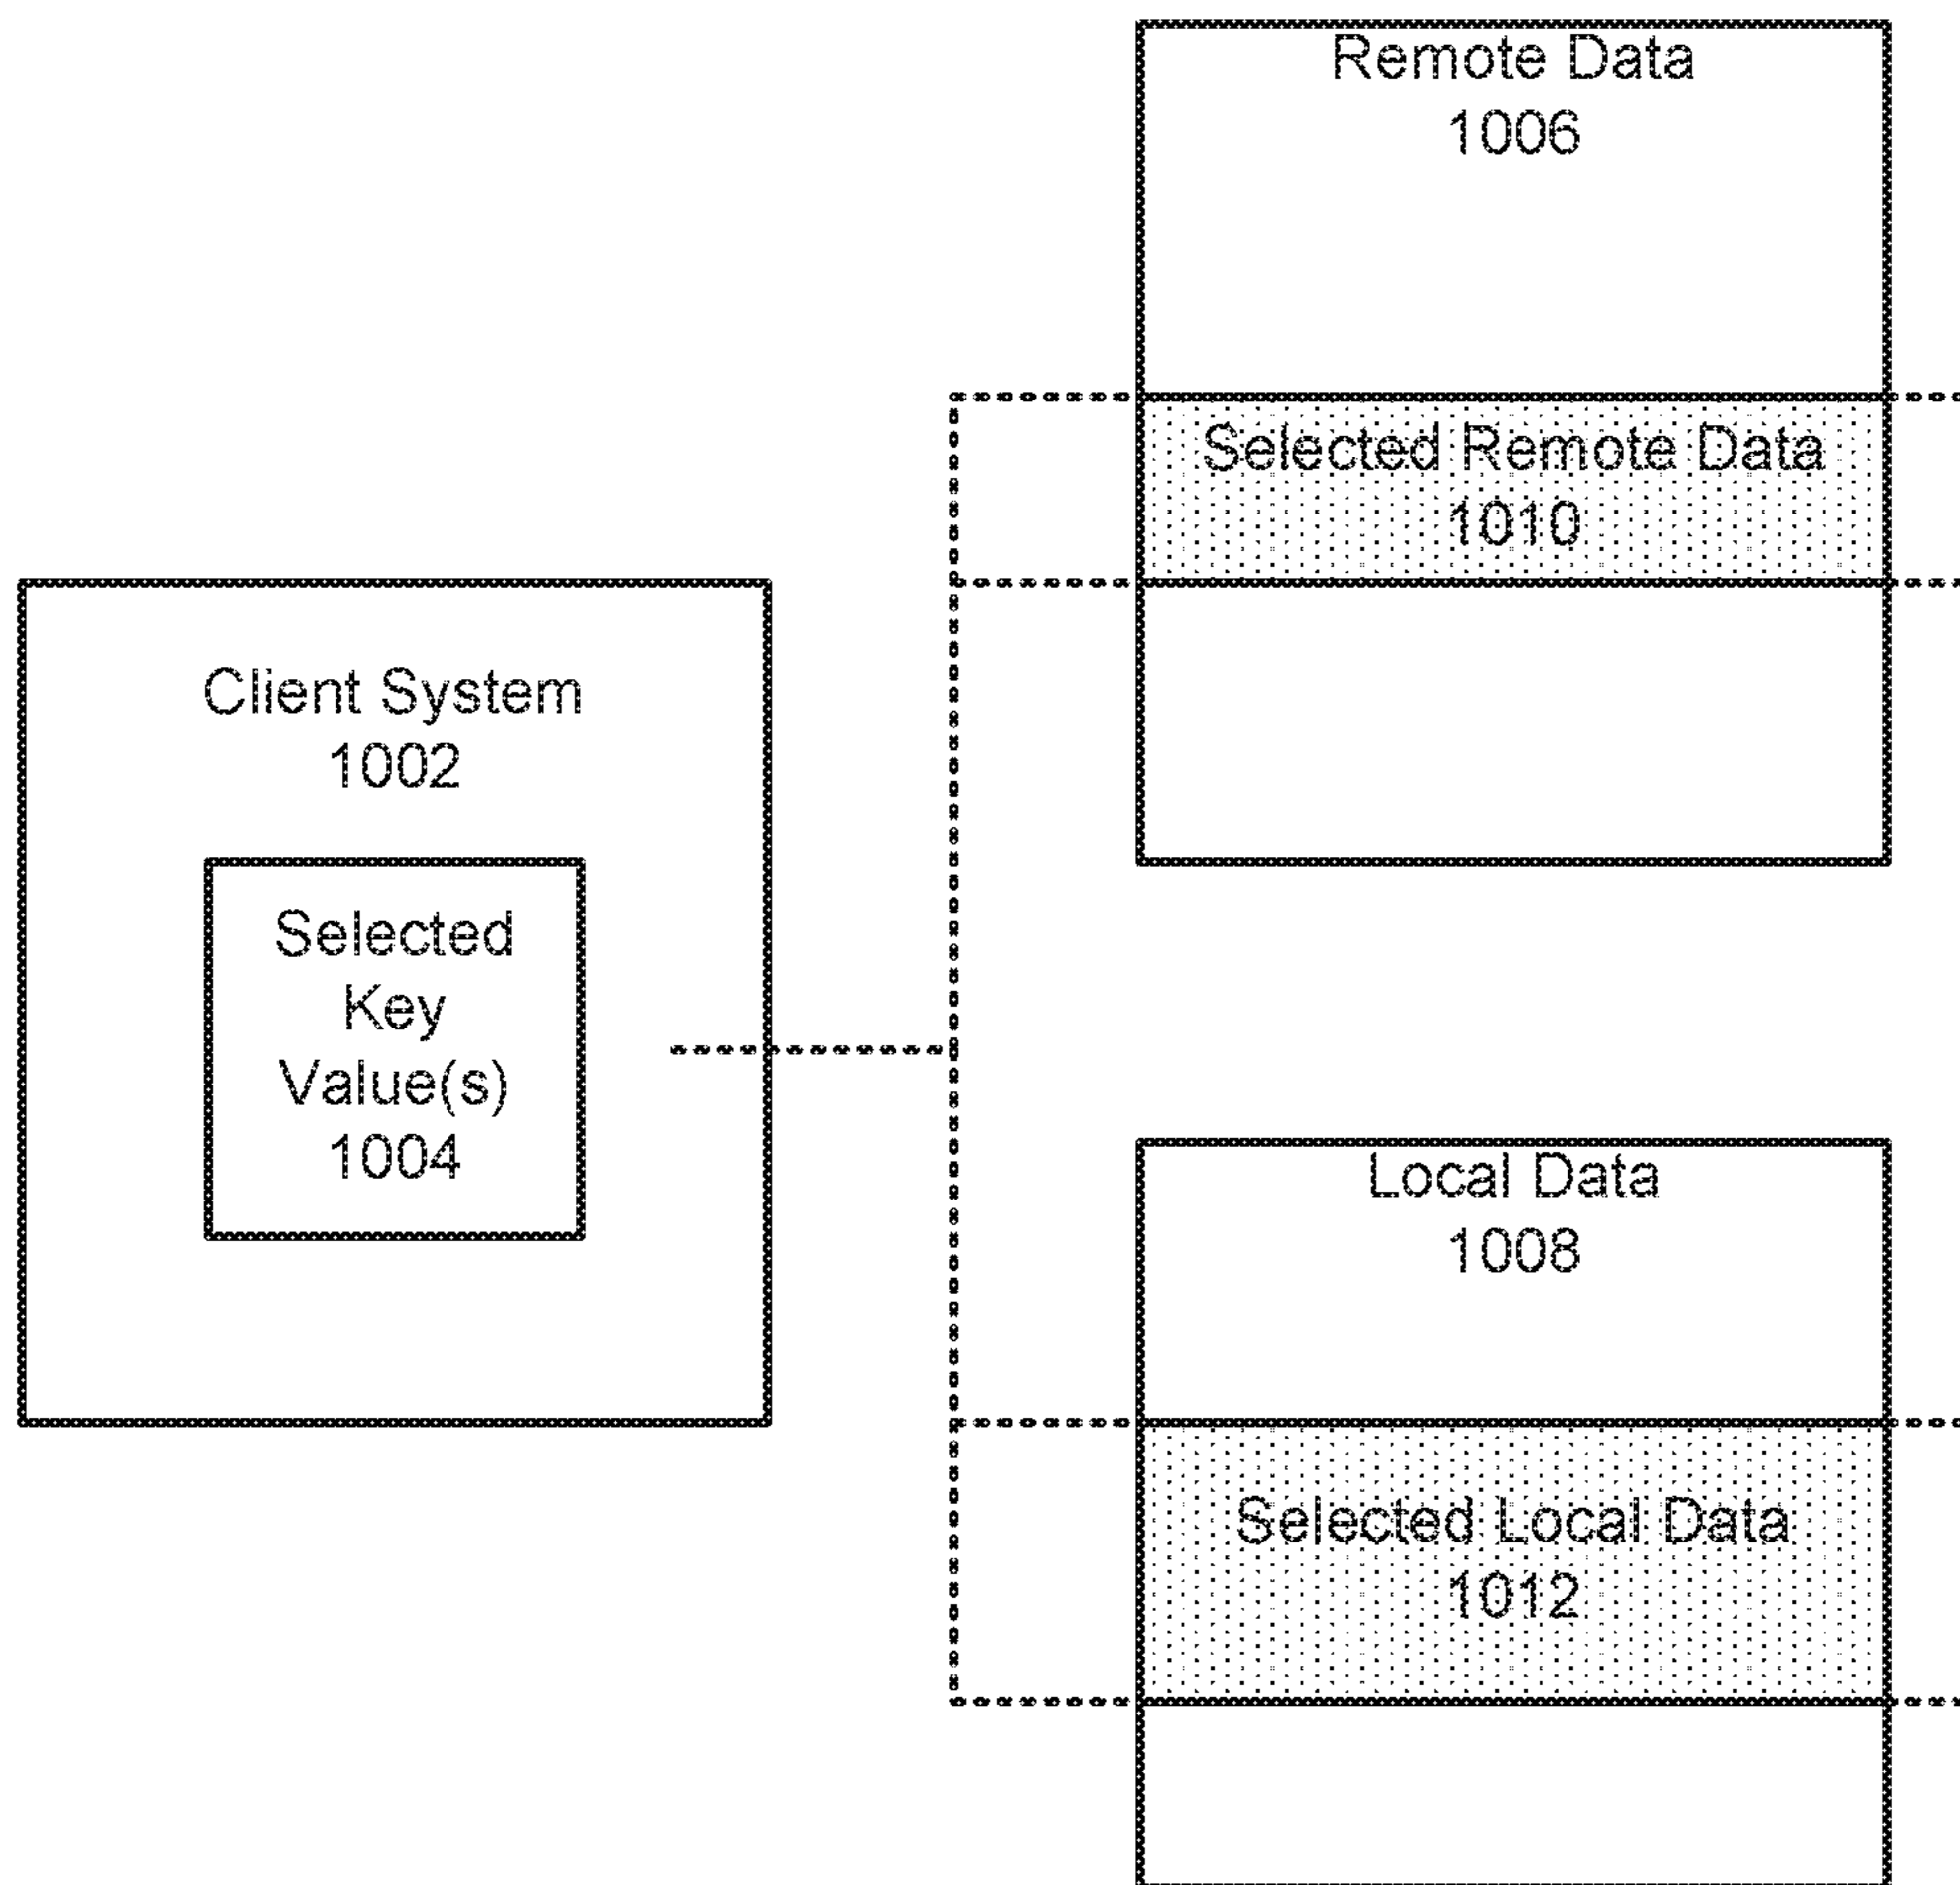 Remote Data
1006
Selected Remote Data
1010
Client System
1002
Selected
Key
Value(s)
1004
Local Data
1008
Selected Local Data
1012